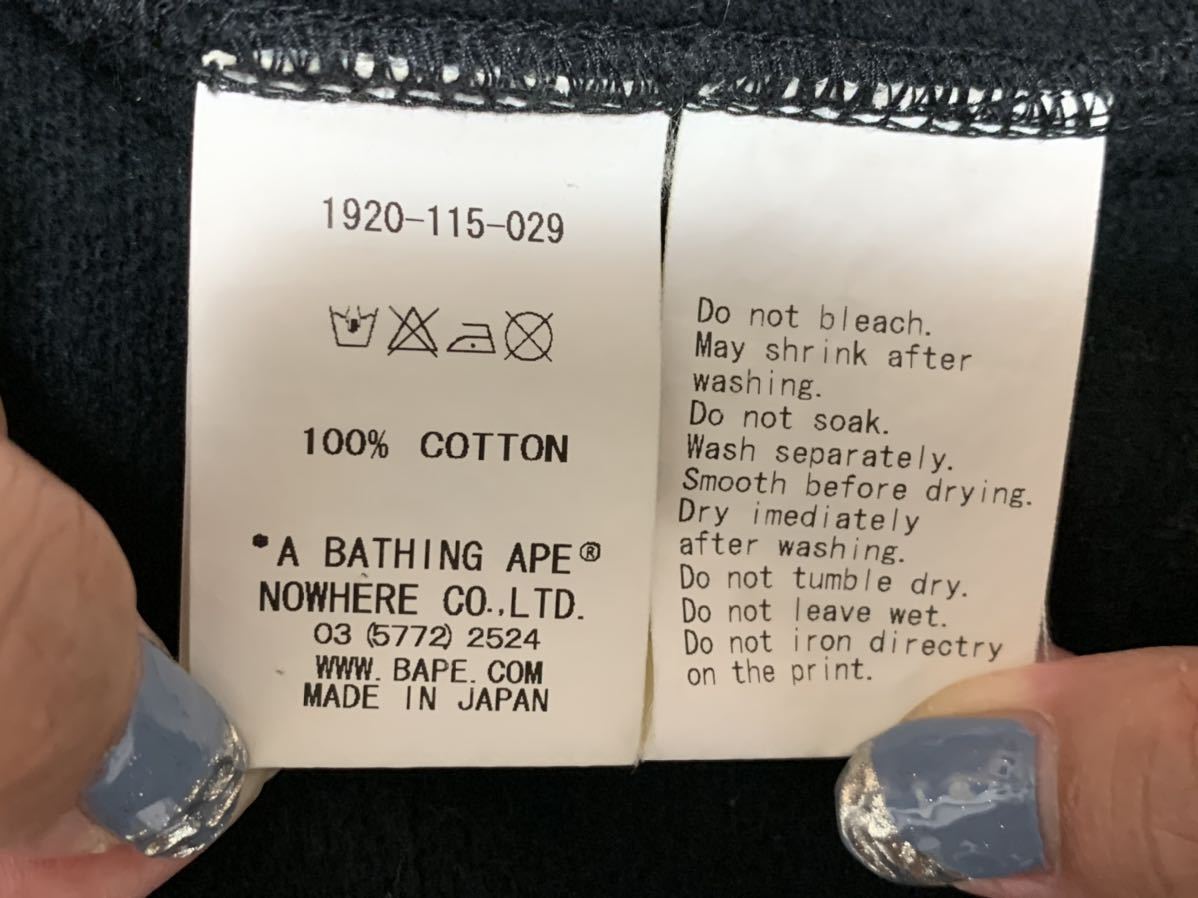 1920-115-029
100% COTTON
*A BATHING APE®
NOWHERE CO.,LTD.
03 (5772) 2524
WWW. BAPE. COM
MADE IN JAPAN
Do not bleach.
May shrink after
washing.
Do not soak.
Wash separately.
Smooth before drying.
Dry imediately
after washing.
Do not tumble dry.
Do not leave wet.
Do not iron directry
on the print.